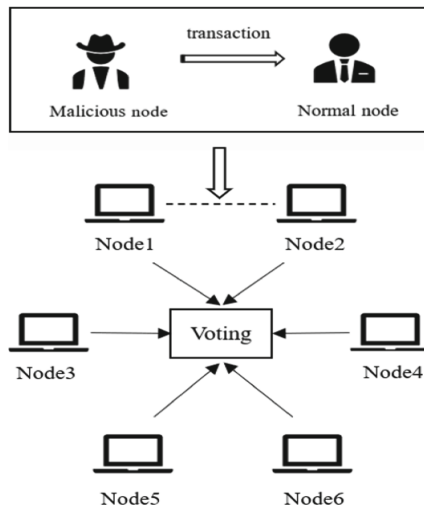 transaction
Malicious node
Normal node
Node1
Node2
Voting
Node3
Node4
Node5
Node6